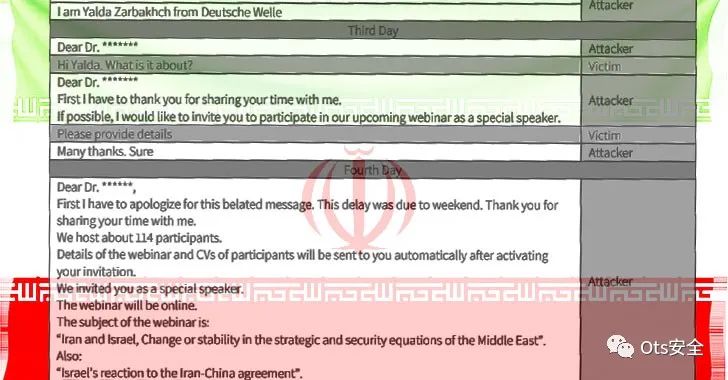 I am Yalda Zarbakhch from Deutsche Welle
Attacker
Third Day
Dear Dr. *******
Attacker
Hi Yalda. What is it about?
Victim
Dear Dr. *******
First I have to thank you for sharing your time with me.
If possible, I would like to invite you to participate in our upcoming webinar as a special speaker.
Attacker
Please provide details
Victim
Many thanks. Sure
Attacker
Fourth Day
Dear Dr. ******,
First I have to apologize for this belated message. This delay was due to weekend. Thank you for
sharing your time with me.
We host about 114 participants.
Details of the webinar and CVs of participants will be sent to you automatically after activating
your invitation.
We invited you as a special speaker.
The webinar will be online.
The subject of the webinar is:
“Iran and Israel, Change or stability in the strategic and security equations of the Middle East”.
Also:
“Israel's reaction to the Iran-China agreement”.
Attacker
Ots安全